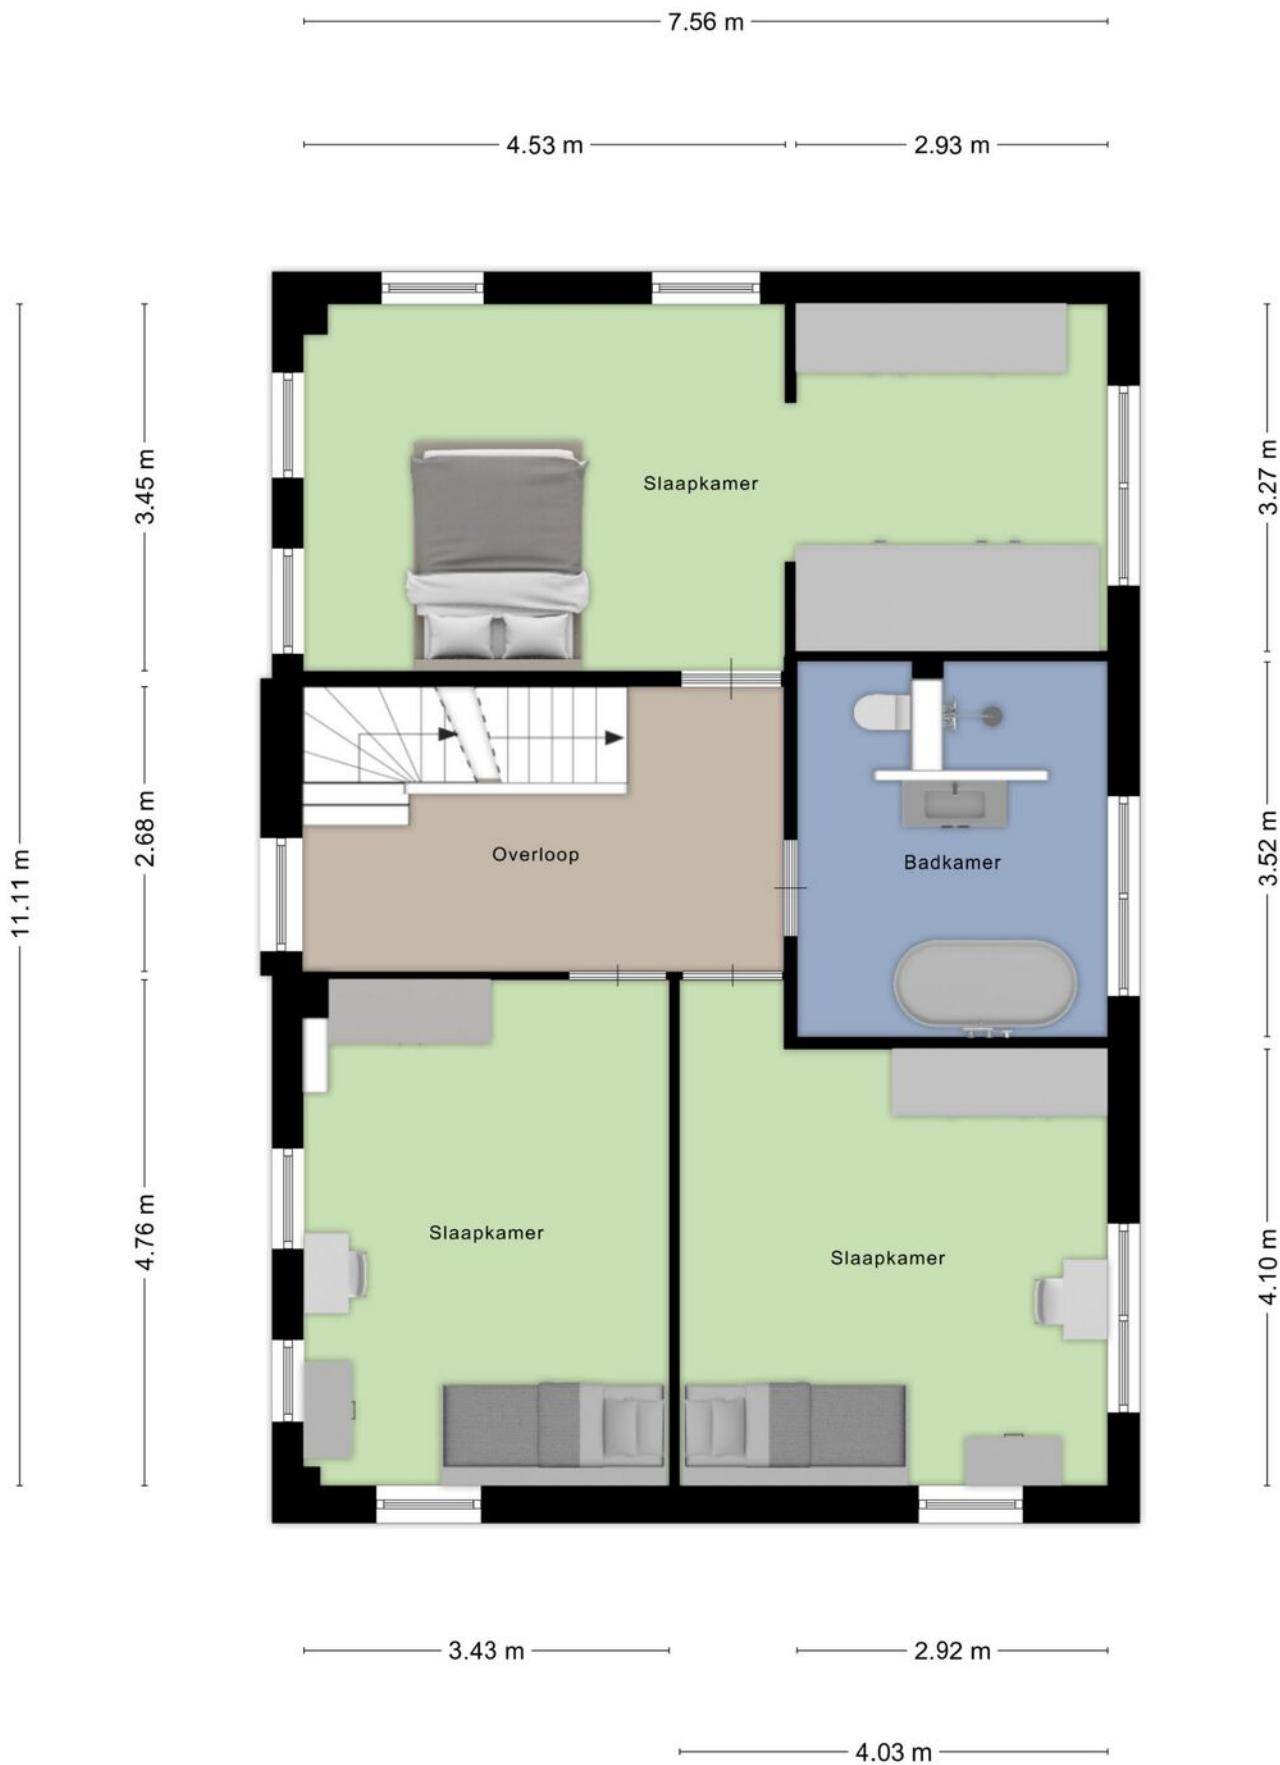 7.56 m
4.53 m
2.93 m
3.45 m
3.27 m
Slaapkamer
2.68 m
3.52 m
11.11 m
Overloop
Badkamer
4.76 m
4.10 m
Slaapkamer
Slaapkamer
3.43 m
2.92 m
4.03 m